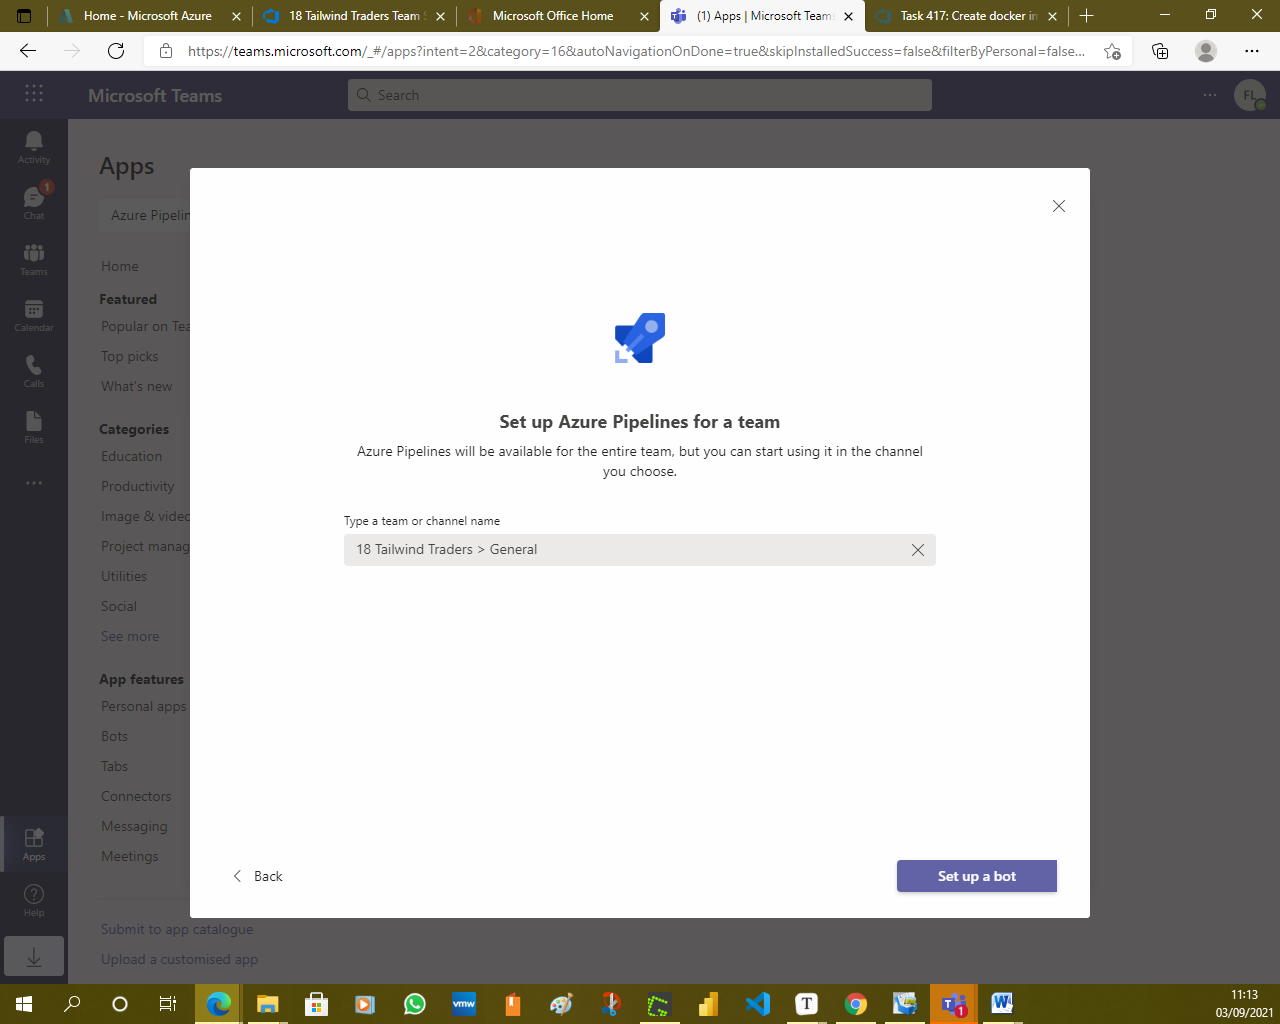 Home - Microsoft Azure
18 Tailwind Traders Team S
Microsoft Office Home
(1) Apps | Microsoft Teams
Task 417: Create docker im
https://teams.microsoft.com/_#/apps?intent=2&category=16&autoNavigationOnDone=true&skipInstalledSuccess=false&filterByPersonal=false...
Microsoft Teams
Search
FL
Activity
1
Chat
Teams
Calendar
Calls
Files
Apps
Help
Apps
Azure Pipelin
Home
Featured
Popular on Tea
Top picks
What's new
Categories
Education
Productivity
Image & video
Project manag
Utilities
Social
See more
App features
Personal apps
Bots
Tabs
Connectors
Messaging
Meetings
Submit to app catalogue
Upload a customised app
Set up Azure Pipelines for a team
Azure Pipelines will be available for the entire team, but you can start using it in the channel
you choose.
Type a team or channel name
18 Tailwind Traders > General
Back
Set up a bot
vmw
T
1
W
11:13
03/09/2021